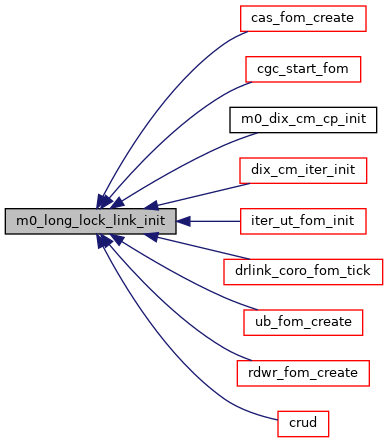 cas_fom_create
cgc_start_fom
m0_dix_cm_cp_init
dix_cm_iter_init
m0_long_lock_link_init
iter_ut_fom_init
drlink_coro_fom_tick
ub_fom_create
rdwr_fom_create
crud